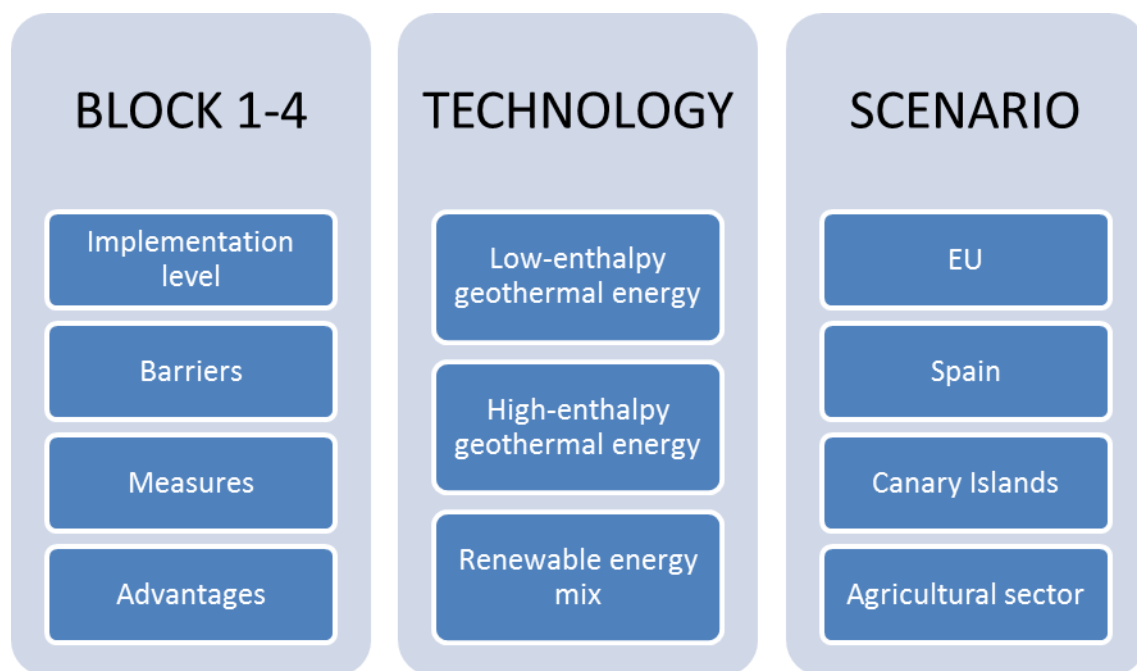 BLOCK 1-4
Implementation
level
Barriers
Measures
Advantages
TECHNOLOGY
Low-enthalpy
geothermal energy
High-enthalpy
geothermal energy
Renewable energy
mix
SCENARIO
EU
Spain
Canary Islands
Agricultural sector